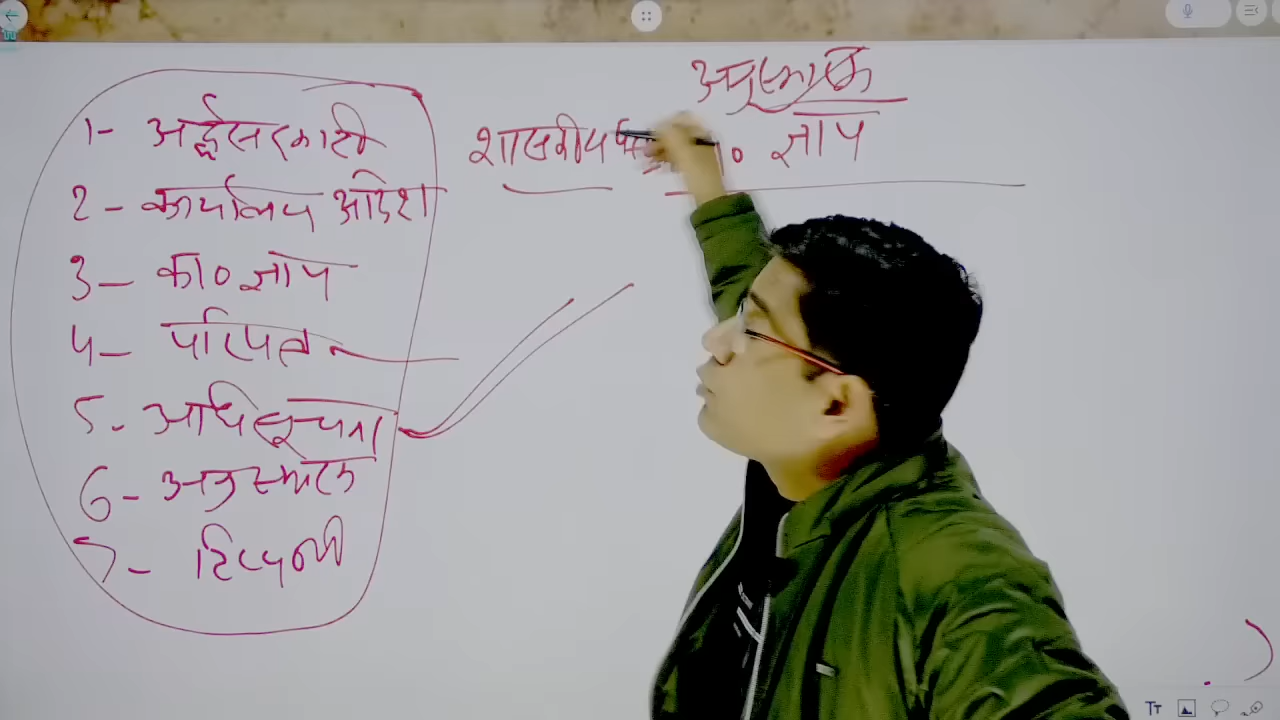 अनुस्मारक
1- अर्द्धसरकारी
शासकीय
ज्ञाप
2- कार्यालय आदेश
3- का० ज्ञाप
4- परिपत्र
5- अधिसूचना
6- अनुस्मारक
7- टिप्पणी
Tт